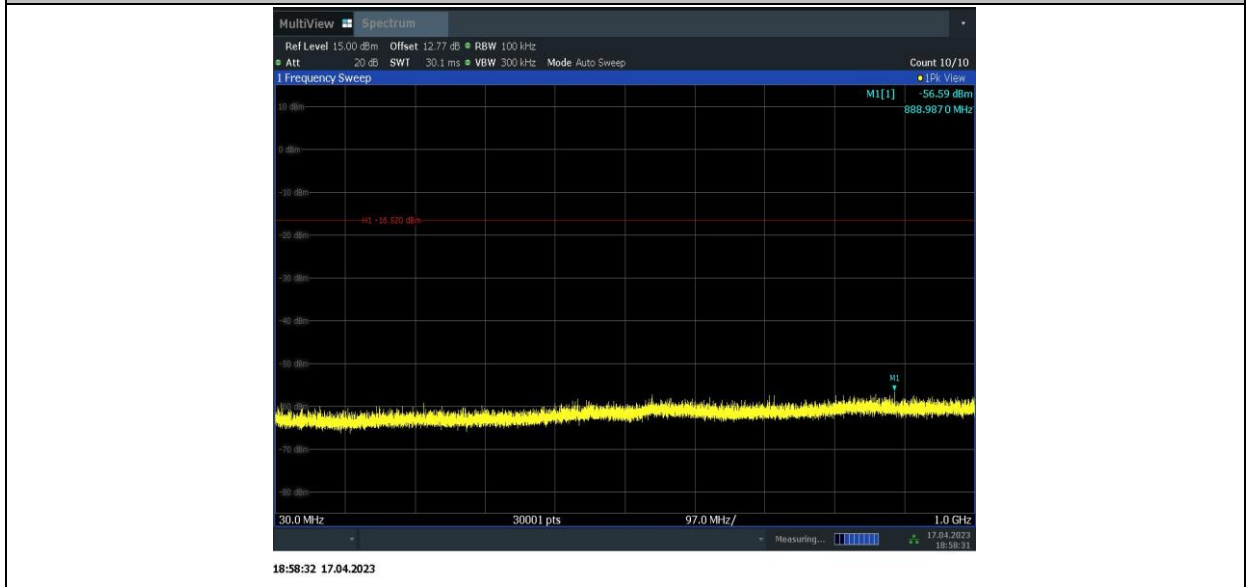 MultiView Spectrum
Ref Level 15.00 dBm Offset 12.77 dB RBW 100 kHz
Att 20 dB SWT 30.1 ms VBW 300 kHz Mode Auto Sweep Count 10/10
1 Frequency Sweep 1Pk View
M1[1] -56.59 dBm
10 dBm 888.9870 MHz
0 dBm
-10 dBm
H1 -16.520 dBm
-20 dBm
-30 dBm
-40 dBm
-50 dBm
M1
-60 dBm
-70 dBm
-80 dBm
30.0 MHz 30001 pts 97.0 MHz/ 1.0 GHz
Measuring... 17.04.2023
18:58:31
18:58:32 17.04.2023